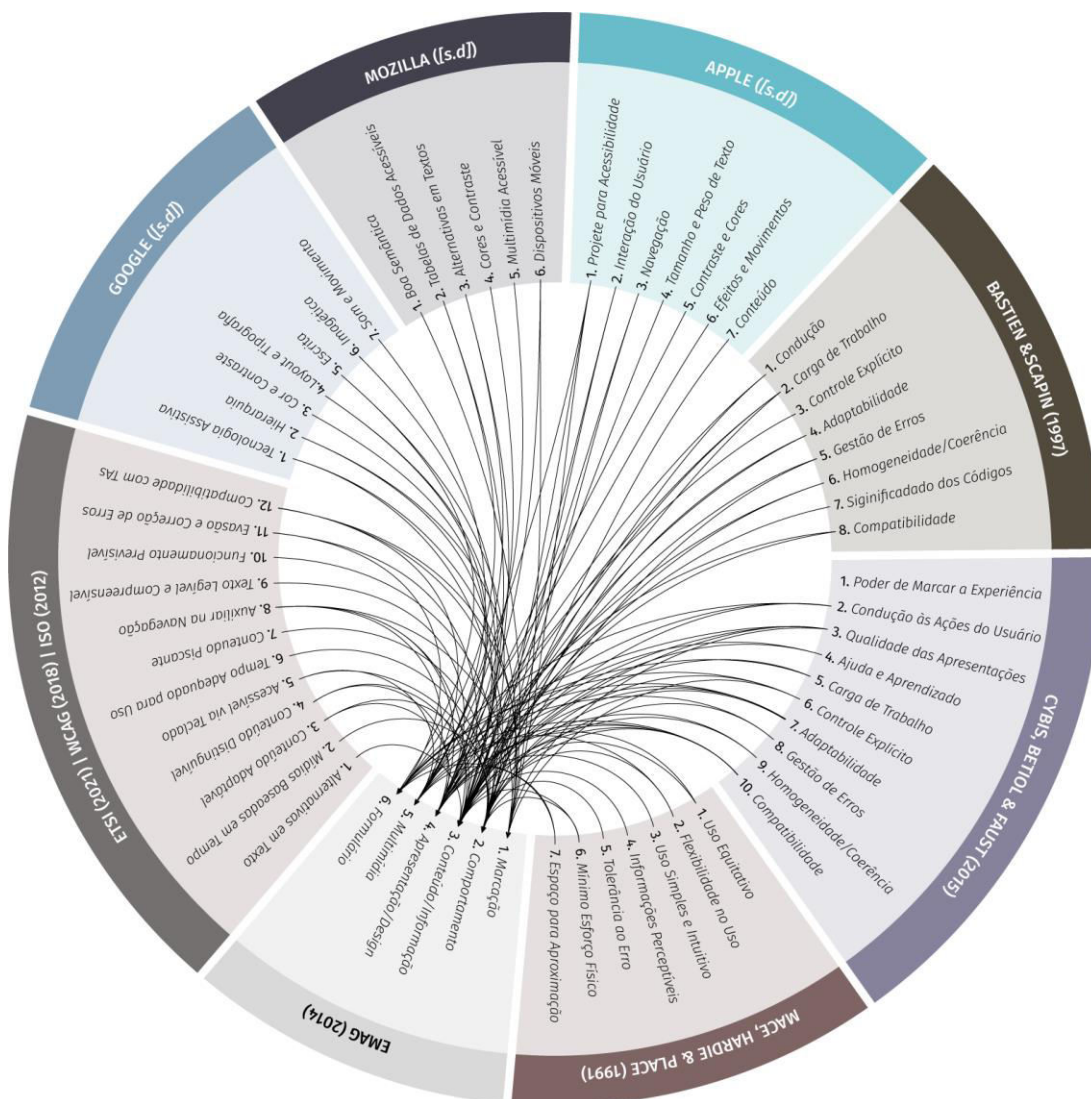 MOZILLA ([s.d])
1. Boa Semântica
2. Tabelas de Dados Acessíveis
3. Alternativas em Textos
4. Cores e Contraste
5. Multimídia Acessível
6. Dispositivos Móveis
APPLE ([s.d])
1. Projete para Acessibilidade
2. Interação do Usuário
3. Navegação
4. Tamanho e Peso de Texto
5. Contraste e Cores
6. Efeitos e Movimentos
7. Conteúdo
BASTIEN &SCAPIN (1997)
1. Condução
2. Carga de Trabalho
3. Controle Explícito
4. Adaptabilidade
5. Gestão de Erros
6. Homogeneidade/Coerência
7. Siginificadado dos Códigos
8. Compatibilidade
CYBIS, BETIOL & FAUST (2015)
1. Poder de Marcar a Experiência
2. Condução às Ações do Usuário
3. Qualidade das Apresentações
4. Ajuda e Aprendizado
5. Carga de Trabalho
6. Controle Explícito
7. Adaptabilidade
8. Gestão de Erros
9. Homogeneidade/Coerência
10. Compatibilidade
MACE, HARDIE & PLACE (1991)
1. Uso Equitativo
2. Flexibilidade no Uso
3. Uso Simples e Intuitivo
4. Informações Perceptíveis
5. Tolerância ao Erro
6. Mínimo Esforço Físico
7. Espaço para Aproximação
EMAG (2014)
1. Marcação
2. Comportamento
3. Conteúdo/Informação
4. Apresentação/Design
5. Multimídia
6. Formulário
ETSI (2021) | WCAG (2018) | ISO (2012)
1. Alternativas em Texto
2. Mídias Baseadas em Tempo
3. Conteúdo Adaptável
4. Conteúdo Distinguível
5. Acessível via Teclado
6. Tempo Adequado para Uso
7. Conteudo Piscante
8. Auxiliar na Navegação
9. Texto Legível e Compreensível
10. Funcionamento Previsível
11. Evasão e Correção de Erros
12. Compatibilidade com TAs
GOOGLE ([s.d])
1. Tecnologia Assistiva
2. Hierarquia
3. Cor e Contraste
4.Layout e Tipografia
5. Escrita
6. Imagética
7. Som e Movimento